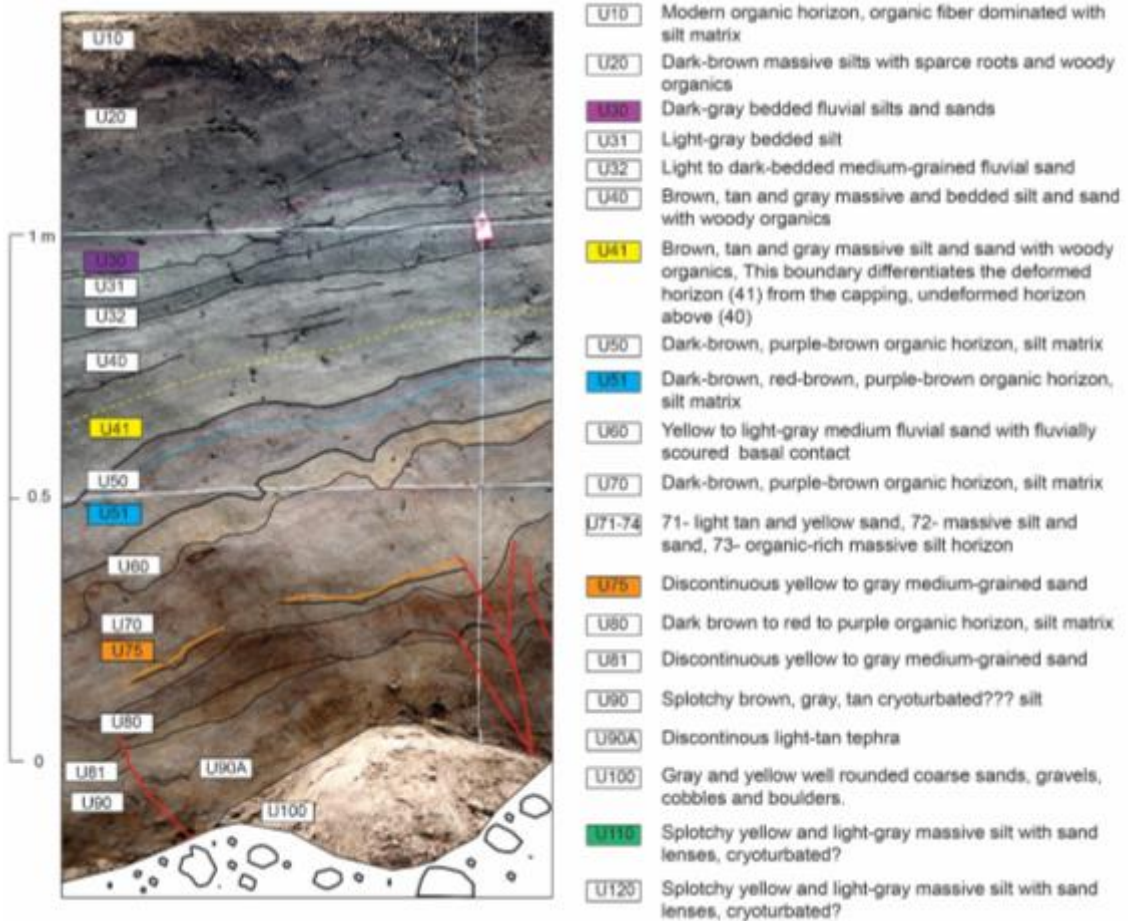 U10
U20
1 m
U30
U31
U32
U40
U41
U50
0.5
U51
U60
U70
U75
U80
0
U81
U90A
U90
U100
U10 Modern organic horizon, organic fiber dominated with
silt matrix
U20 Dark-brown massive silts with sparce roots and woody
organics
U30 Dark-gray bedded fluvial silts and sands
U31 Light-gray bedded silt
U32 Light to dark-bedded medium-grained fluvial sand
U40 Brown, tan and gray massive and bedded silt and sand
with woody organics
U41 Brown, tan and gray massive silt and sand with woody
organics, This boundary differentiates the deformed
horizon (41) from the capping, undeformed horizon
above (40)
U50 Dark-brown, purple-brown organic horizon, silt matrix
U51 Dark-brown, red-brown, purple-brown organic horizon,
silt matrix
U60 Yellow to light-gray medium fluvial sand with fluvially
scoured basal contact
U70 Dark-brown, purple-brown organic horizon, silt matrix
U71-74 71- light tan and yellow sand, 72- massive silt and
sand, 73- organic-rich massive silt horizon
U75 Discontinuous yellow to gray medium-grained sand
U80 Dark brown to red to purple organic horizon, silt matrix
U81 Discontinuous yellow to gray medium-grained sand
U90 Splotchy brown, gray, tan cryoturbated??? silt
U90A Discontinous light-tan tephra
U100 Gray and yellow well rounded coarse sands, gravels,
cobbles and boulders.
U110 Splotchy yellow and light-gray massive silt with sand
lenses, cryoturbated?
U120 Splotchy yellow and light-gray massive silt with sand
lenses, cryoturbated?